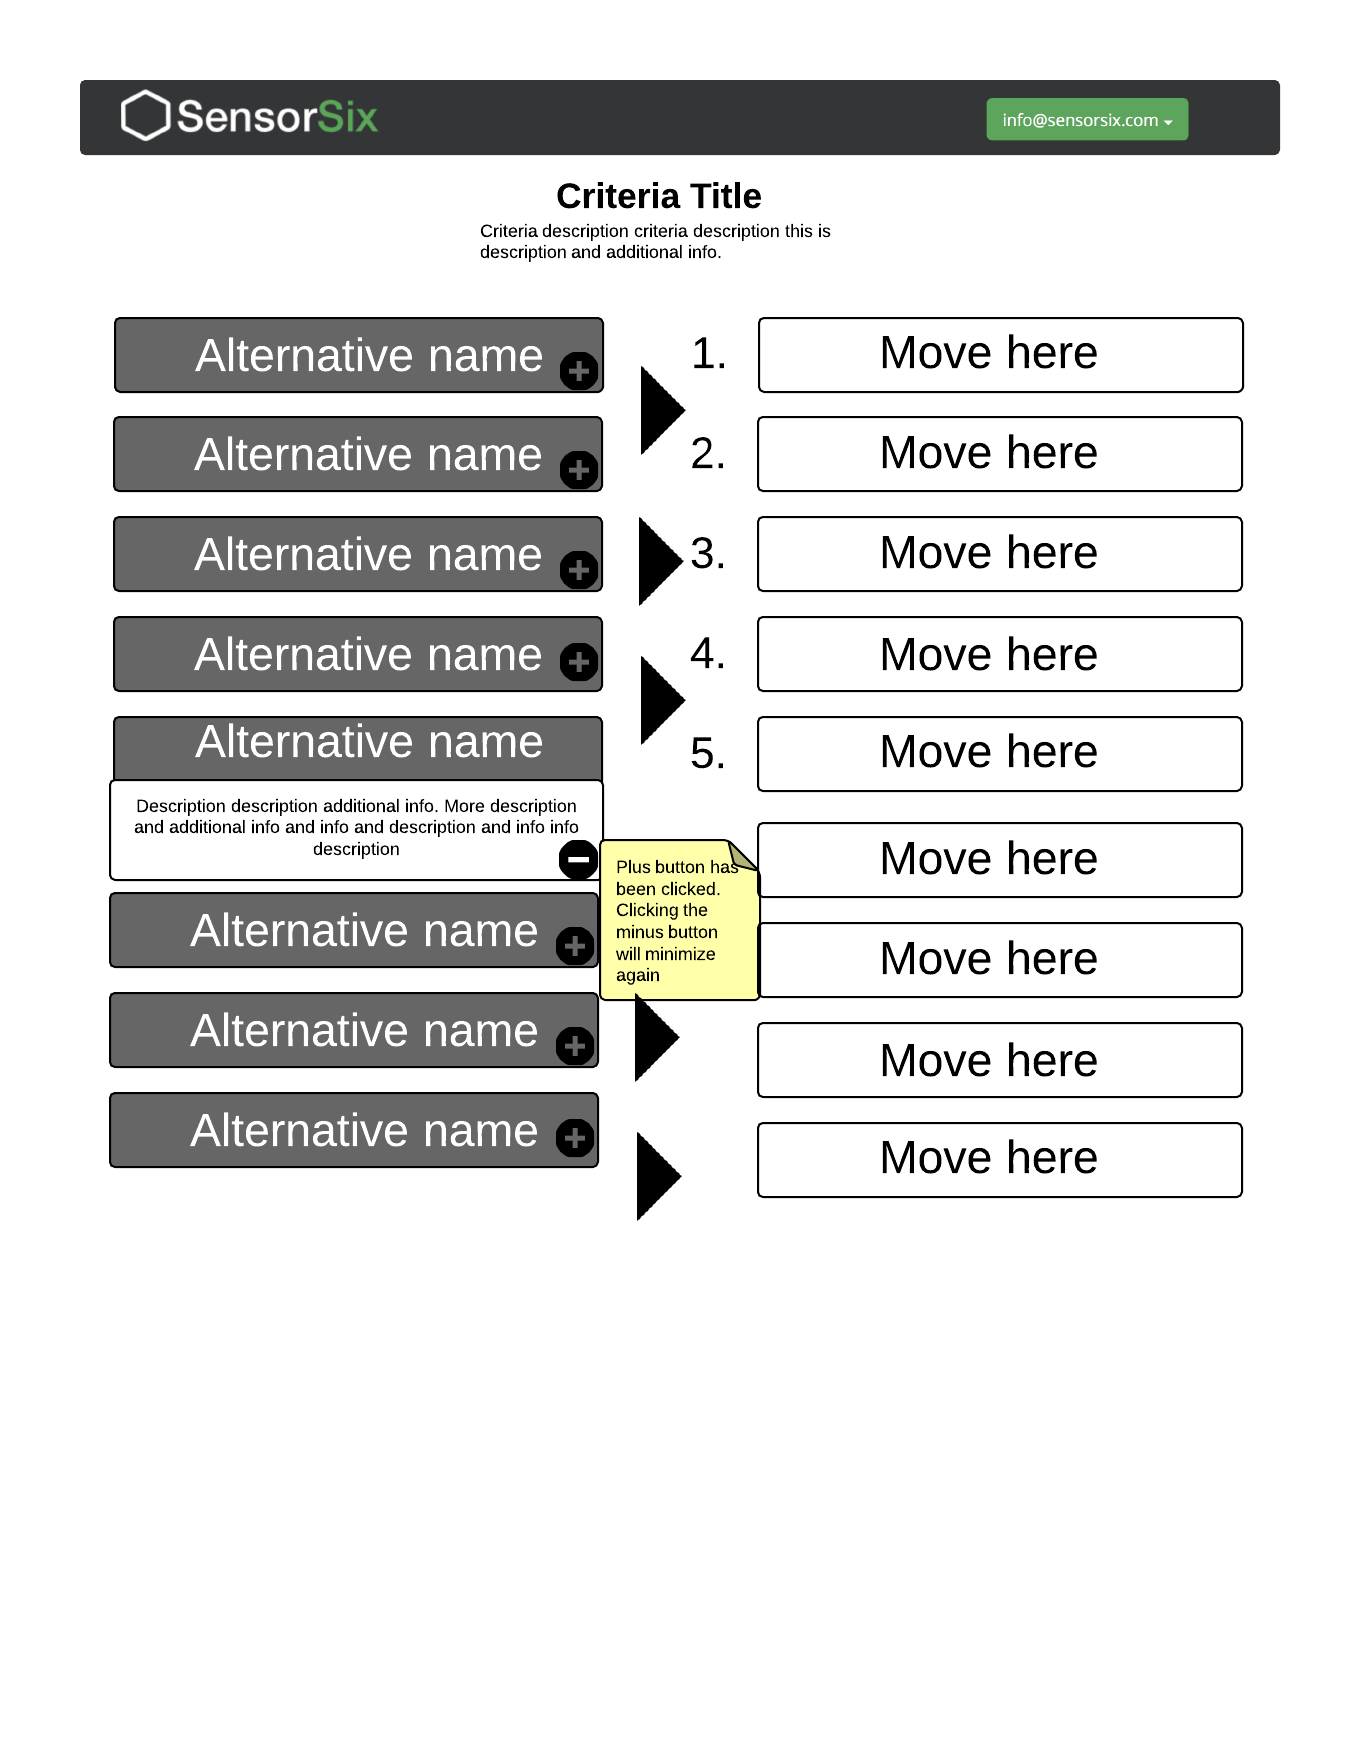 SensorSix
info@sensorsix.com
Criteria Title
Criteria description criteria description this is
description and additional info.
Alternative name
1.
Move here
Alternative name
2.
Move here
Alternative name
3.
Move here
Alternative name
4.
Move here
Alternative name
5.
Move here
Description description additional info. More description
and additional info and info and description and info info
description
Plus button has
been clicked.
Clicking the
minus button
will minimize
again
Move here
Alternative name
Move here
Alternative name
Move here
Alternative name
Move here